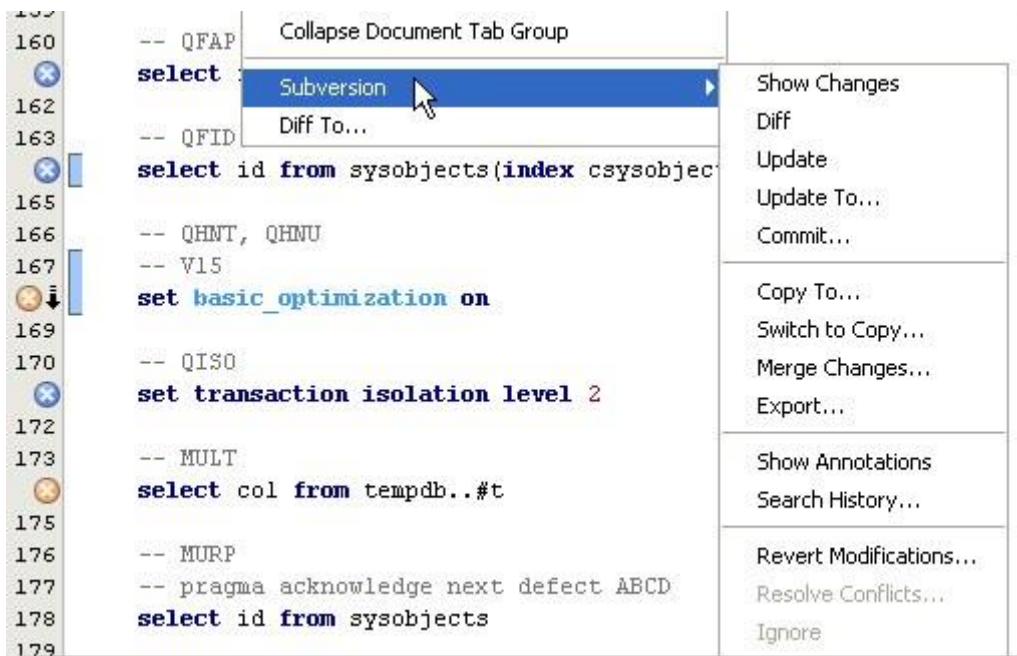 159
160 -- QFAP
select
162
163 -- QFID
select id from sysobjects(index csysobjec
165
166 -- QHNT, QHNU
167 -- V15
set basic_optimization on
169
170 -- QISO
set transaction isolation level 2
172
173 -- MULT
select col from tempdb..#t
175
176 -- MURP
177 -- pragma acknowledge next defect ABCD
178 select id from sysobjects
179
Collapse Document Tab Group
Subversion
Diff To...
Show Changes
Diff
Update
Update To...
Commit...
Copy To...
Switch to Copy...
Merge Changes...
Export...
Show Annotations
Search History...
Revert Modifications...
Resolve Conflicts...
Ignore